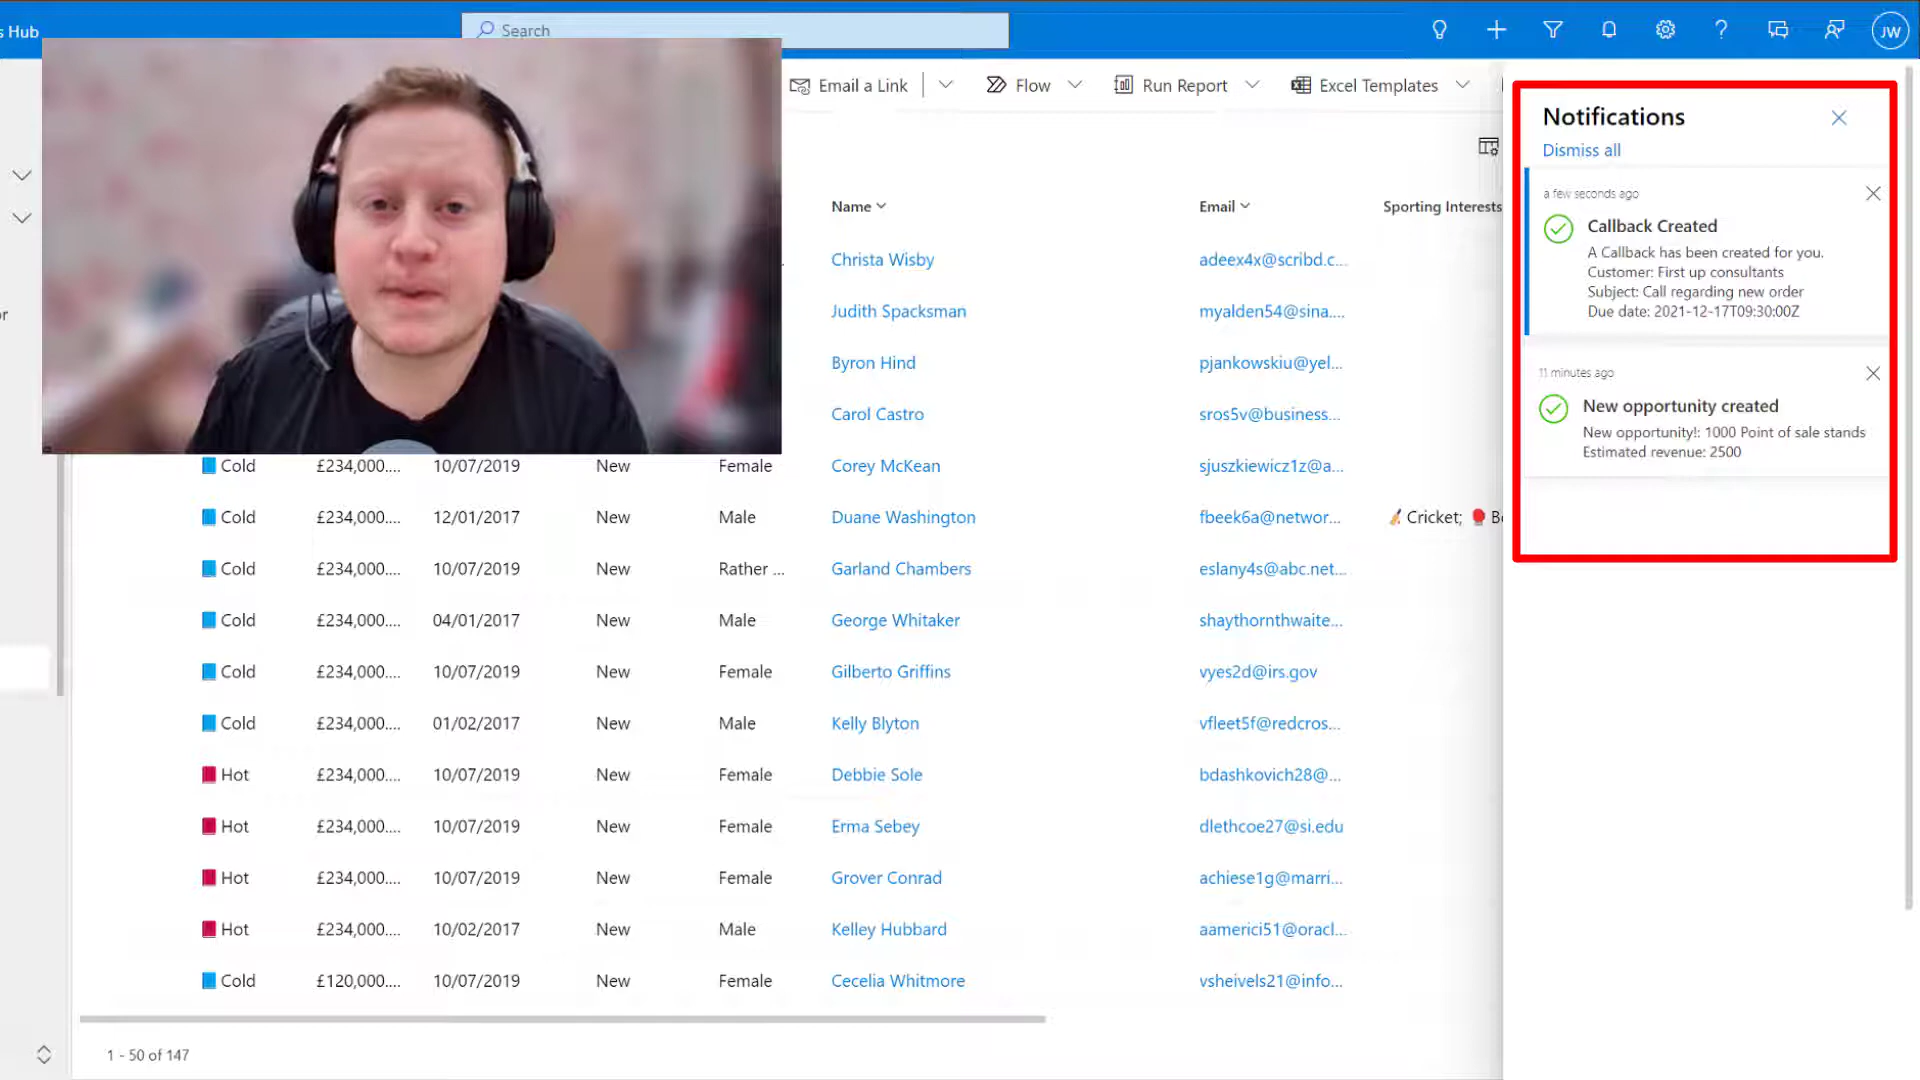 s Hub
Search
JW
Email a Link
Flow
Run Report
Excel Templates
Name
Email
Sporting Interests
Christa Wisby adeex4x@scribd.c...
Judith Spacksman myalden54@sina....
Byron Hind pjankowskiu@yel...
or
Carol Castro sros5v@business...
Cold £234,000.... 10/07/2019 New Female Corey McKean sjuszkiewicz1z@a...
Cold £234,000.... 12/01/2017 New Male Duane Washington fbeek6a@networ... Cricket;
Cold £234,000.... 10/07/2019 New Rather ... Garland Chambers eslany4s@abc.net...
Cold £234,000.... 04/01/2017 New Male George Whitaker shaythornthwaite...
Cold £234,000.... 10/07/2019 New Female Gilberto Griffins vyes2d@irs.gov
Cold £234,000.... 01/02/2017 New Male Kelly Blyton vfleet5f@redcros...
Hot £234,000.... 10/07/2019 New Female Debbie Sole bdashkovich28@...
Hot £234,000.... 10/07/2019 New Female Erma Sebey dlethcoe27@si.edu
Hot £234,000.... 10/07/2019 New Female Grover Conrad achiese1g@marri...
Hot £234,000.... 10/02/2017 New Male Kelley Hubbard aamerici51@oracl...
Cold £120,000.... 10/07/2019 New Female Cecelia Whitmore vsheivels21@info...
1 - 50 of 147
Notifications
Dismiss all
a few seconds ago
Callback Created
A Callback has been created for you.
Customer: First up consultants
Subject: Call regarding new order
Due date: 2021-12-17T09:30:00Z
11 minutes ago
New opportunity created
New opportunity!: 1000 Point of sale stands
Estimated revenue: 2500